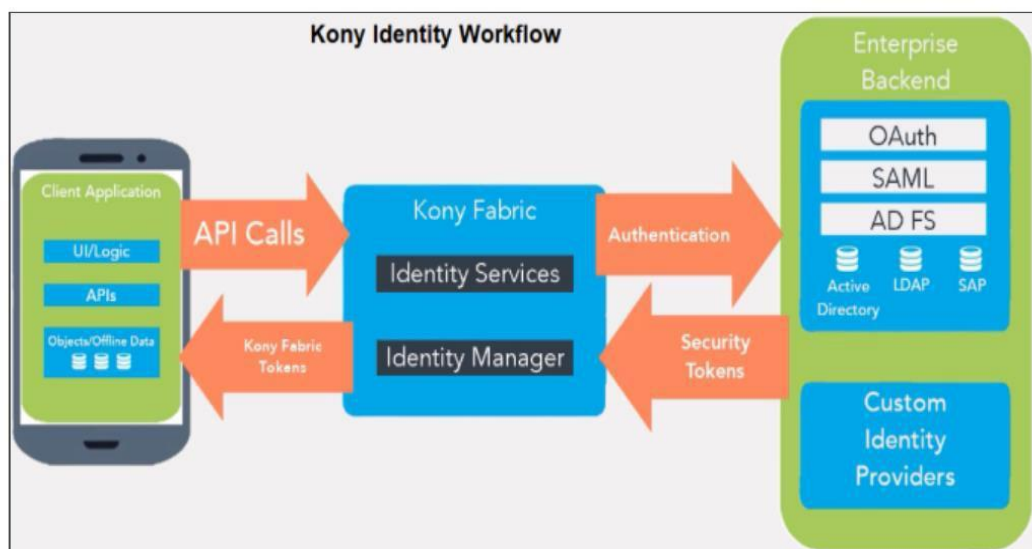 Kony Identity Workflow
Client Application
UI/Logic
APIs
Objects/Offline Data
API Calls
Kony Fabric
Tokens
Kony Fabric
Identity Services
Identity Manager
Authentication
Security
Tokens
Enterprise
Backend
OAuth
SAML
AD FS
Active
Directory
LDAP
SAP
Custom
Identity
Providers